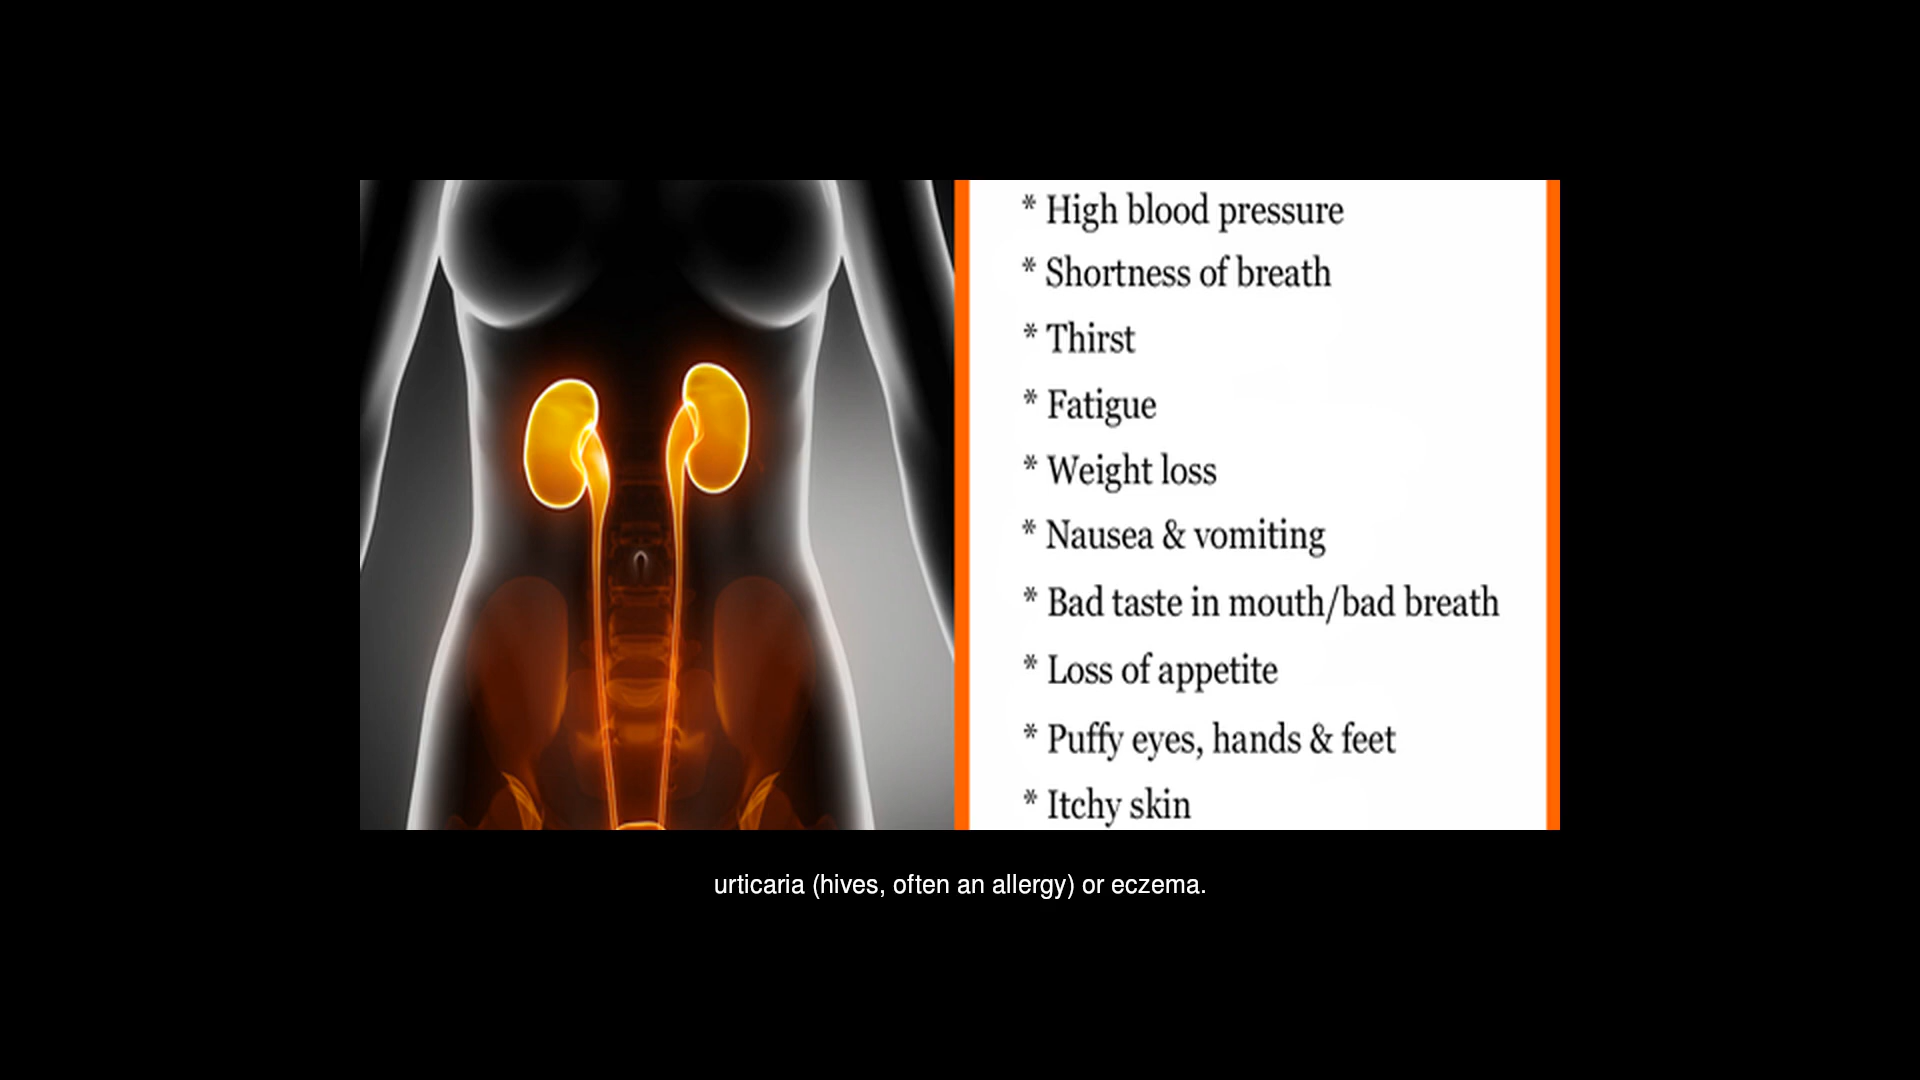 * High blood pressure
* Shortness of breath
* Thirst
* Fatigue
* Weight loss
* Nausea & vomiting
* Bad taste in mouth/bad breath
* Loss of appetite
* Puffy eyes, hands & feet
* Itchy skin
urticaria (hives, often an allergy) or eczema.